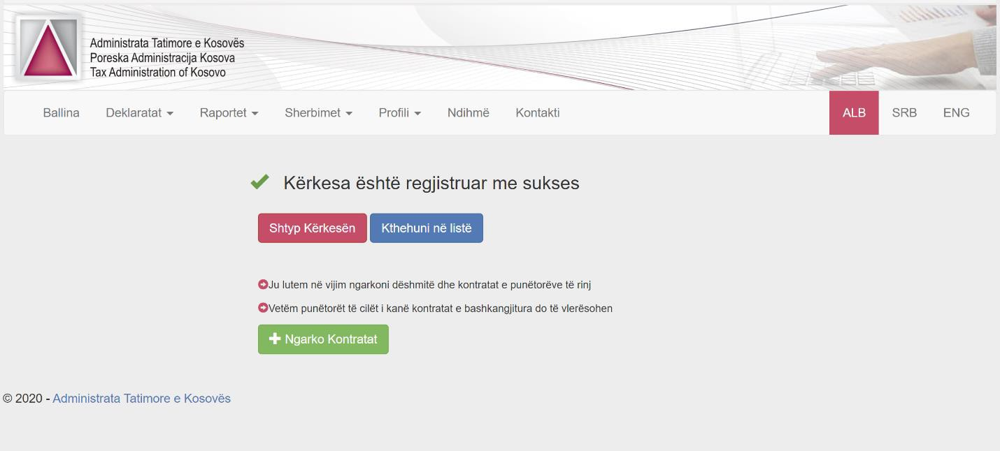 Administrata Tatimore e Kosovës
Poreska Administracija Kosova
Tax Administration of Kosovo
Ballina Deklaratat Raportet Sherbimet Profili Ndihmë Kontakti ALB SRB ENG
Kërkesa është regjistruar me sukses
Shtyp Kërkesën Kthehuni në listë
Ju lutem në vijim ngarkoni dëshmitë dhe kontratat e punëtorëve të rinj
Vetëm punëtorët të cilët i kanë kontratat e bashkangjitura do të vlerësohen
Ngarko Kontratat
© 2020 - Administrata Tatimore e Kosovës